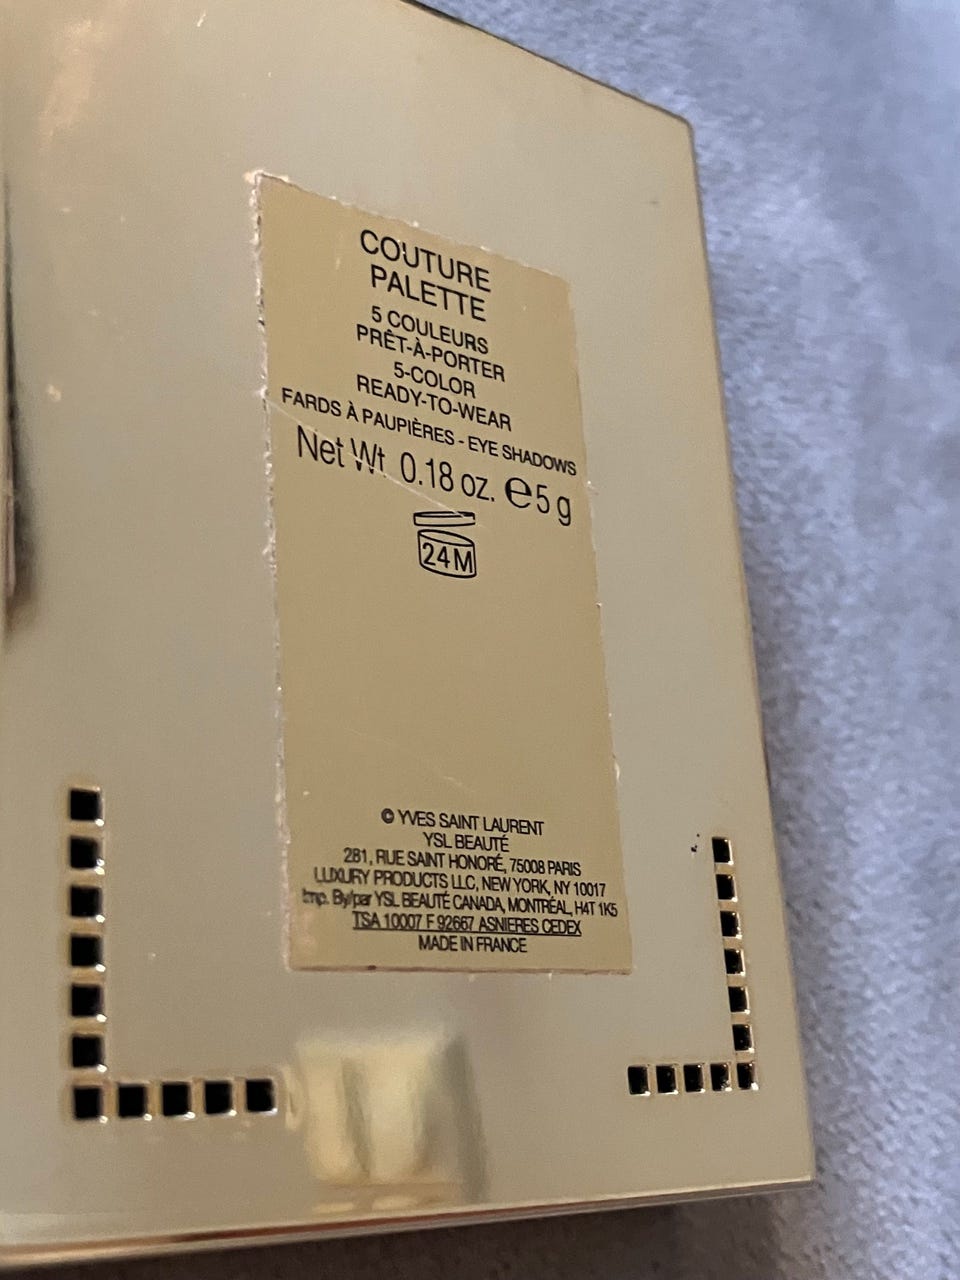 COUTURE
PALETTE
5 COULEURS
PRÊT-À-PORTER
5-COLOR
READY-TO-WEAR
FARDS À PAUPIÈRES - EYE SHADOWS
Net Wt. 0.18 oz. ℮5 g
24M
© YVES SAINT LAURENT
YSL BEAUTÉ
281, RUE SAINT HONORÉ, 75008 PARIS
LUXURY PRODUCTS LLC, NEW YORK, NY 10017
Imp. By/par YSL BEAUTÉ CANADA, MONTRÉAL, H4T 1K5
TSA 10007 F 92667 ASNIERES CEDEX
MADE IN FRANCE